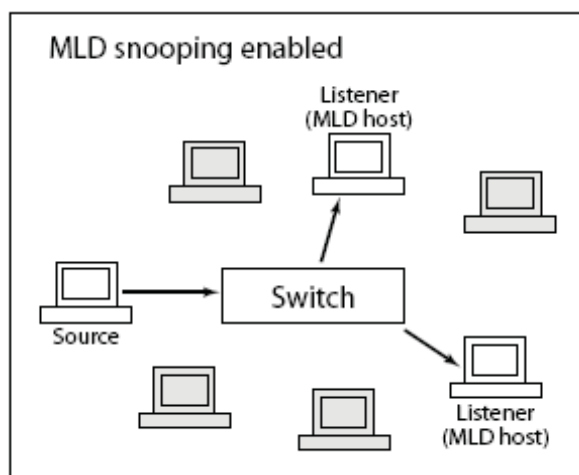 MLD snooping enabled
Listener
(MLD host)
Switch
Source
Listener
(MLD host)